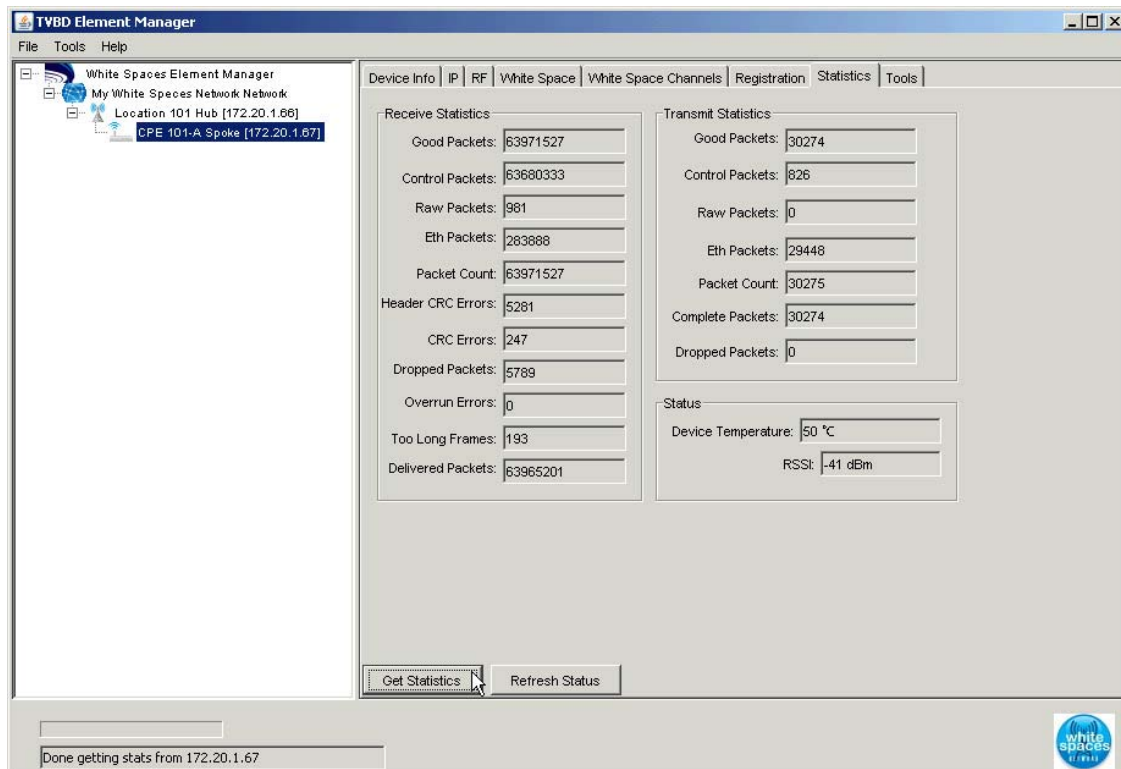 TVBD Element Manager
File Tools Help
White Spaces Element Manager
My White Speces Network Network
Location 101 Hub [172.20.1.66]
CPE 101-A Spoke [172.20.1.67]
Device Info IP RF White Space White Space Channels Registration Statistics Tools
Receive Statistics
Good Packets: 63971527
Control Packets: 63680333
Raw Packets: 981
Eth Packets: 283888
Packet Count: 63971527
Header CRC Errors: 5281
CRC Errors: 247
Dropped Packets: 5789
Overrun Errors: 0
Too Long Frames: 193
Delivered Packets: 63965201
Transmit Statistics
Good Packets: 30274
Control Packets: 826
Raw Packets: 0
Eth Packets: 29448
Packet Count: 30275
Complete Packets: 30274
Dropped Packets: 0
Status
Device Temperature: 50 °C
RSSI: -41 dBm
Get Statistics Refresh Status
Done getting stats from 172.20.1.67
white
spaces
NETWORK